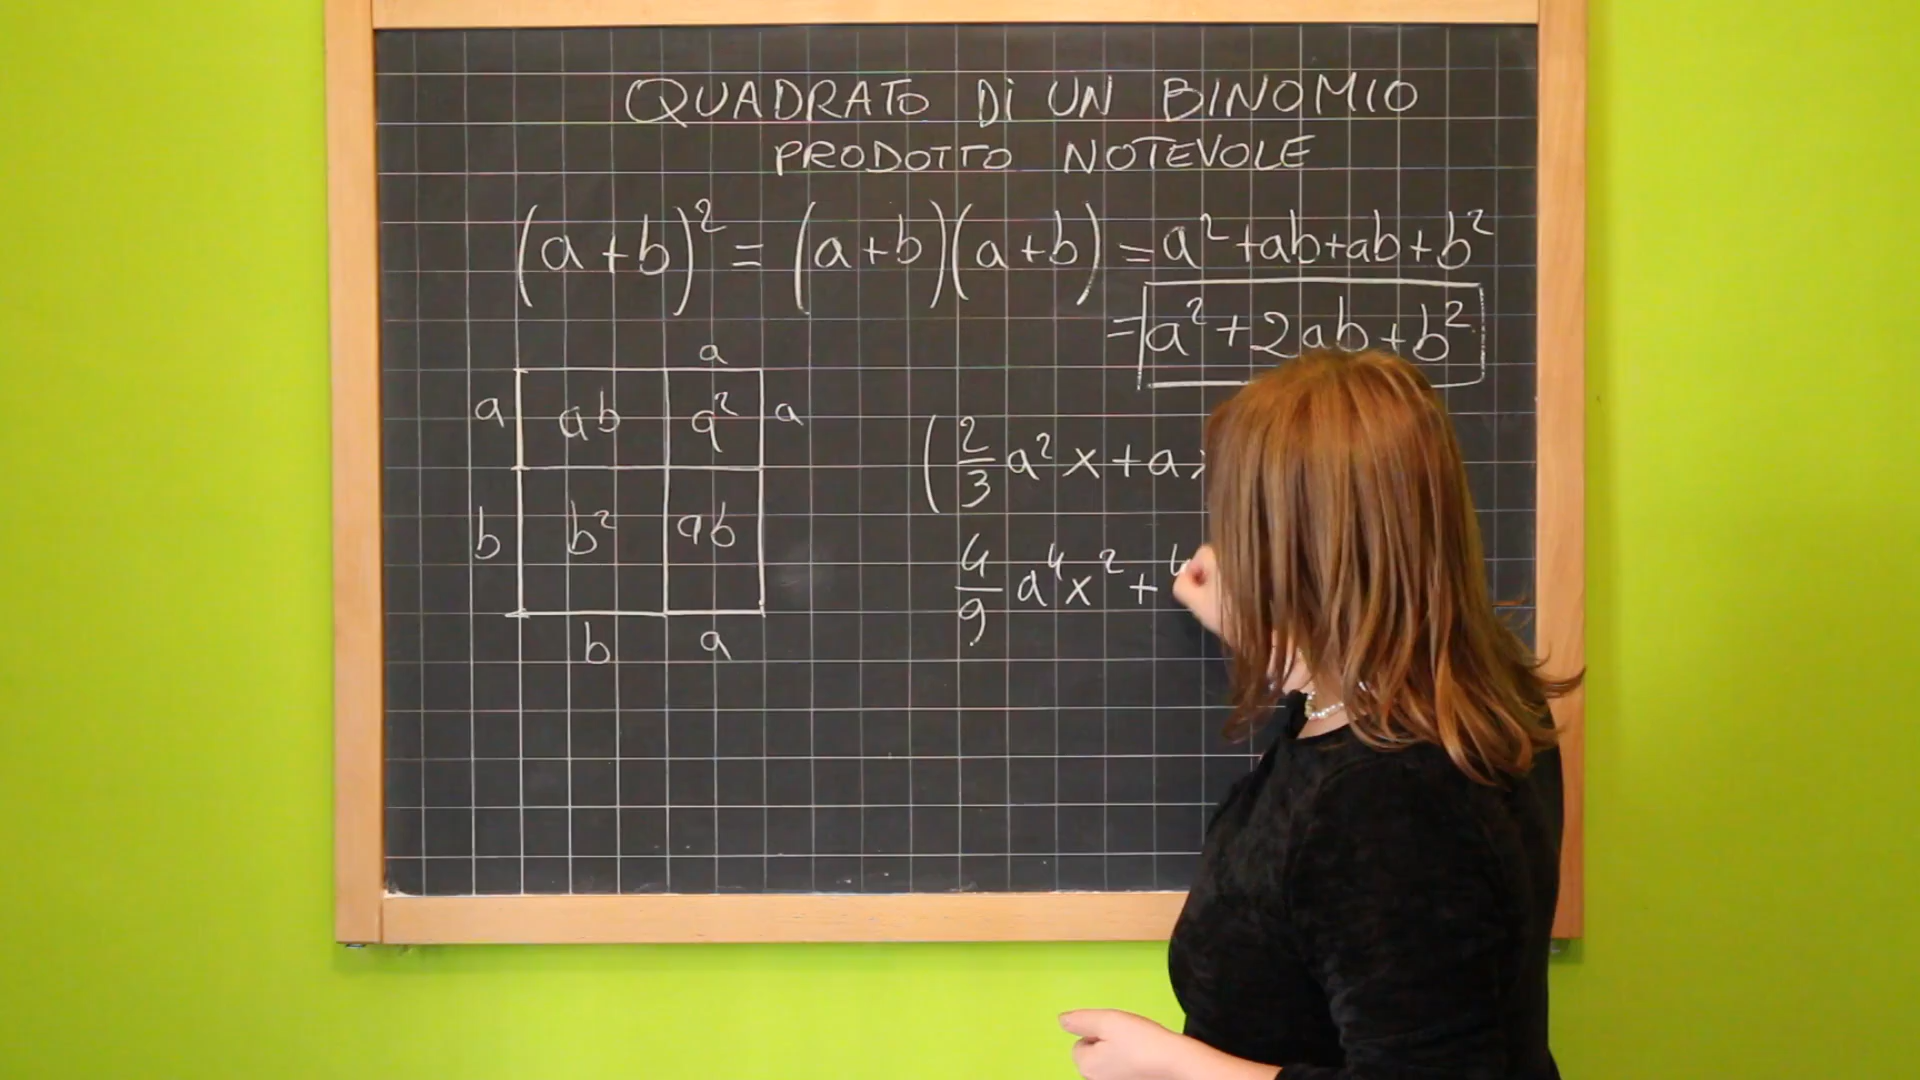 QUADRATO Di UN BINOMIO
PRODOTTO NOTEVOLE
(a+b)² = (a+b)(a+b) = a²+ab+ab+b²
= a²+2ab+b²
a
a ab a² a
b b² ab
b a
(2/3 a²x+a
4/9 a⁴x²+